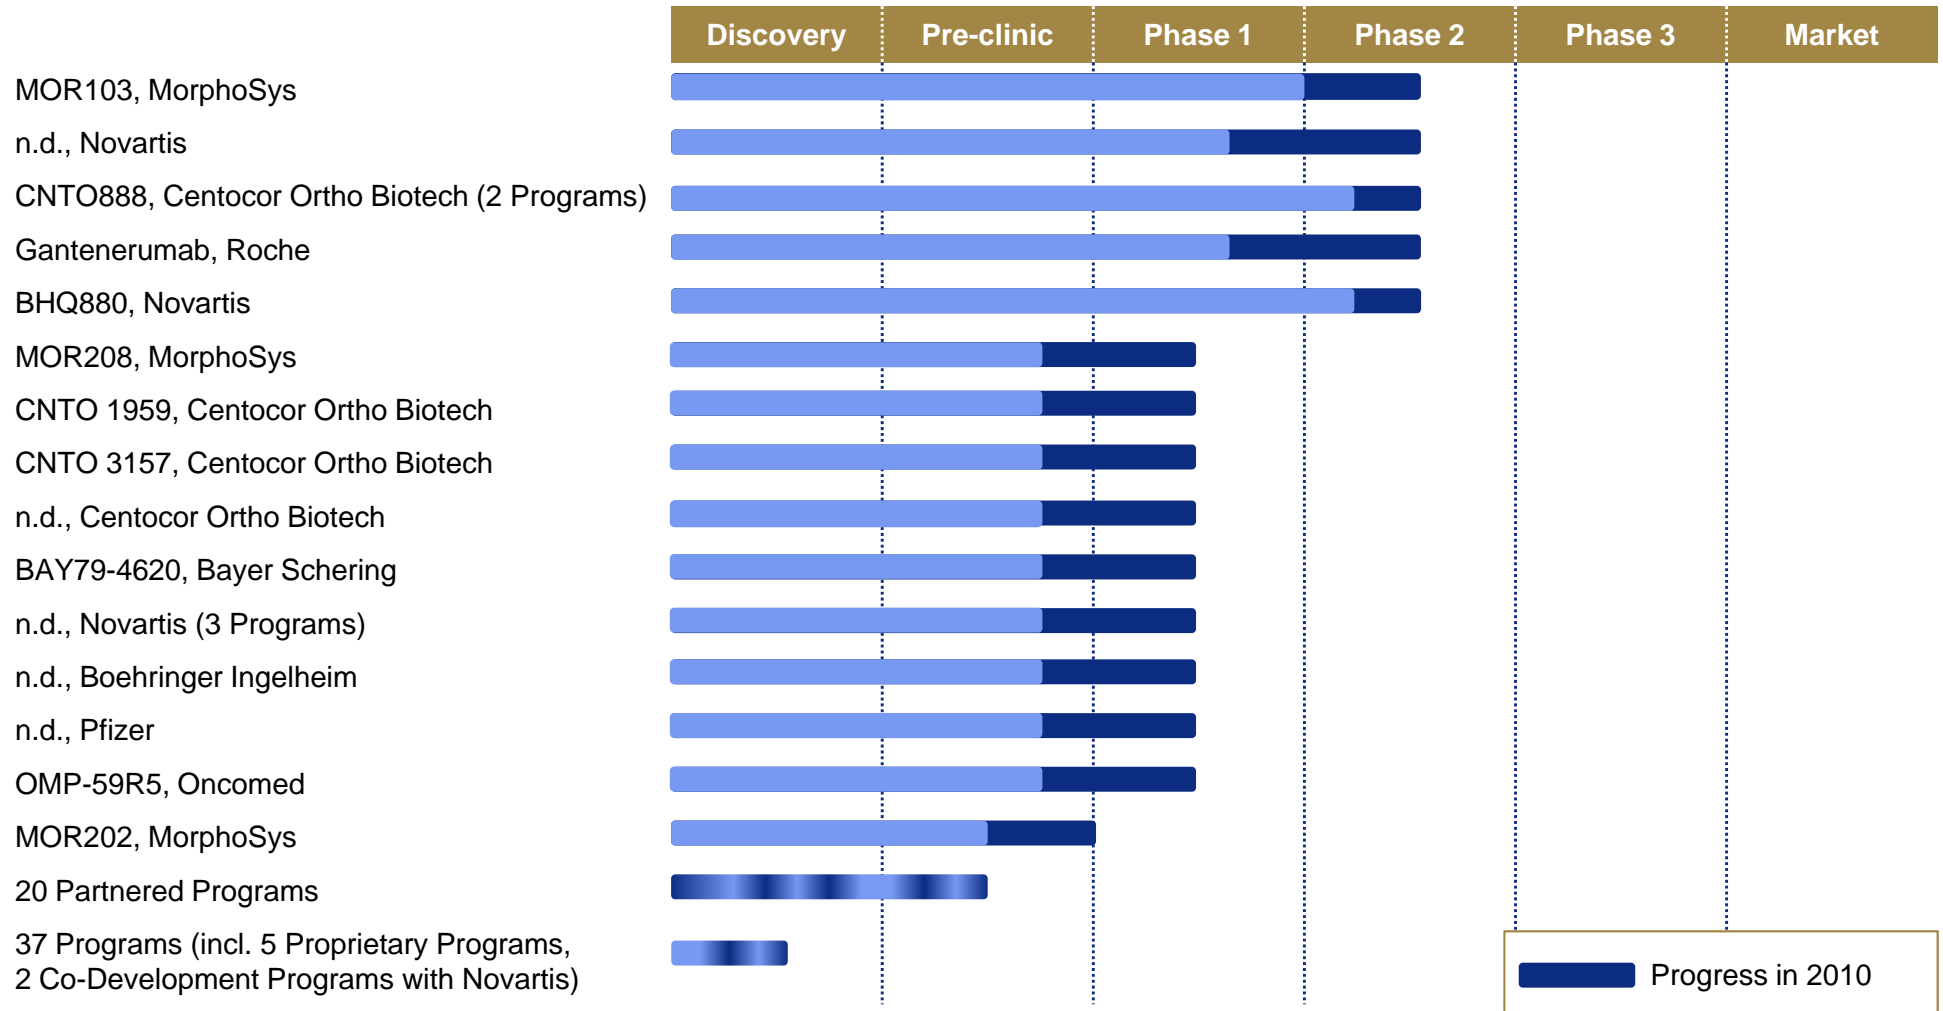 Discovery Pre-clinic Phase 1 Phase 2 Phase 3 Market
MOR103, MorphoSys
n.d., Novartis
CNTO888, Centocor Ortho Biotech (2 Programs)
Gantenerumab, Roche
BHQ880, Novartis
MOR208, MorphoSys
CNTO 1959, Centocor Ortho Biotech
CNTO 3157, Centocor Ortho Biotech
n.d., Centocor Ortho Biotech
BAY79-4620, Bayer Schering
n.d., Novartis (3 Programs)
n.d., Boehringer Ingelheim
n.d., Pfizer
OMP-59R5, Oncomed
MOR202, MorphoSys
20 Partnered Programs
37 Programs (incl. 5 Proprietary Programs,
2 Co-Development Programs with Novartis)
Progress in 2010